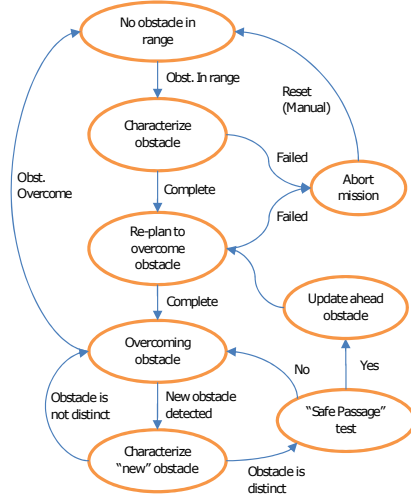 No obstacle in
range
Obst. In range
Reset
(Manual)
Characterize
obstacle
Failed
Abort
mission
Obst.
Overcome
Complete
Failed
Re-plan to
overcome
obstacle
Update ahead
obstacle
Complete
Overcoming
obstacle
No
Yes
Obstacle is
not distinct
New obstacle
detected
"Safe Passage"
test
Characterize
"new" obstacle
Obstacle is
distinct